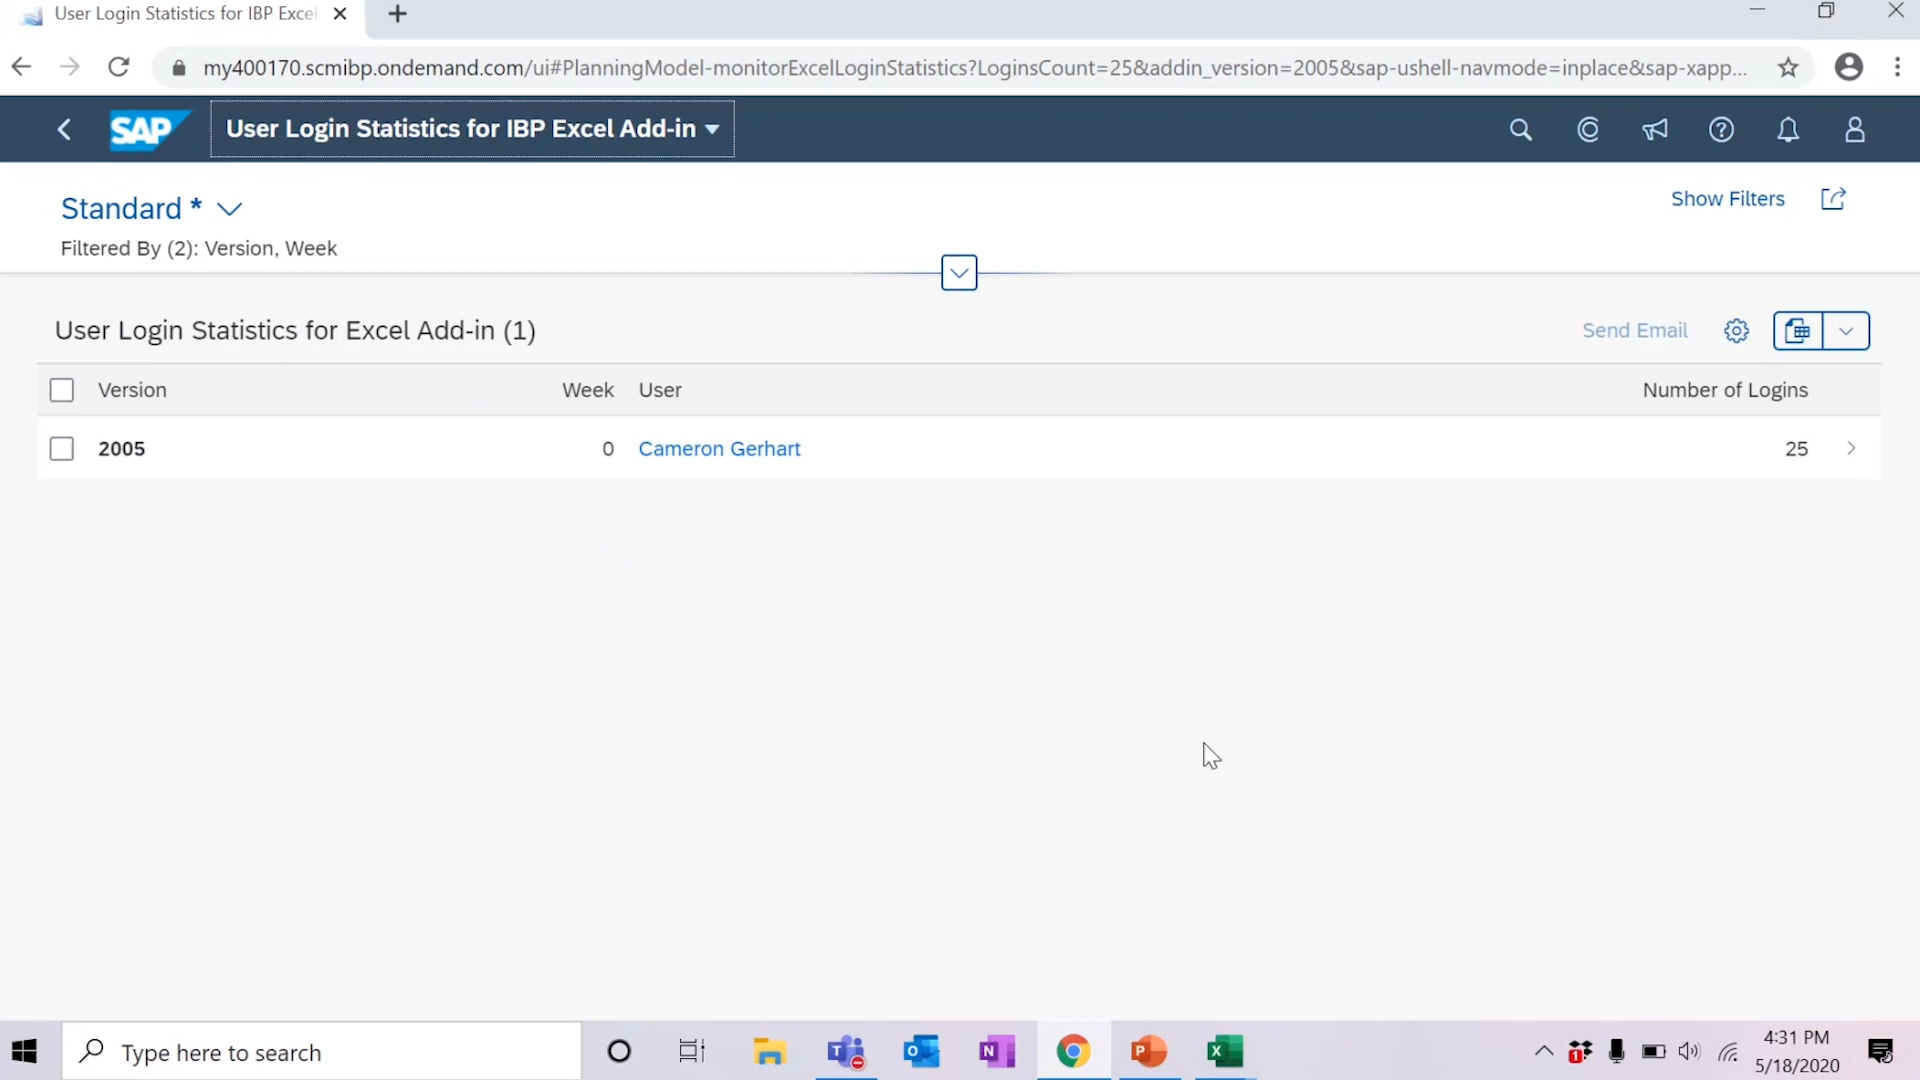 User Login Statistics for IBP Excel
my400170.scmibp.ondemand.com/ui#PlanningModel-monitorExcelLoginStatistics?LoginsCount=25&addin_version=2005&sap-ushell-navmode=inplace&sap-xapp...
SAP User Login Statistics for IBP Excel Add-in
Standard *
Show Filters
Filtered By (2): Version, Week
User Login Statistics for Excel Add-in (1)
Send Email
Version Week User Number of Logins
2005 0 Cameron Gerhart 25
Type here to search
4:31 PM
5/18/2020